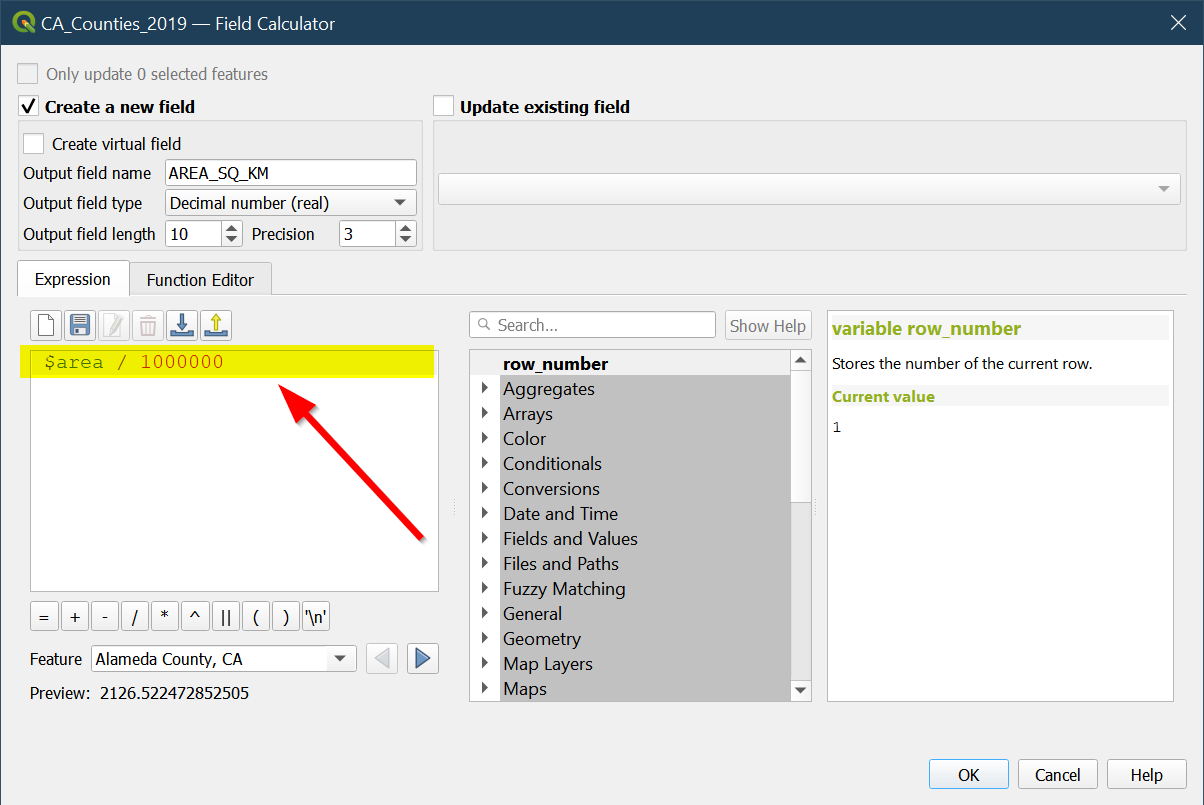 CA_Counties_2019 — Field Calculator
Only update 0 selected features
Create a new field
Update existing field
Create virtual field
Output field name AREA_SQ_KM
Output field type Decimal number (real)
Output field length 10 Precision 3
Expression Function Editor
Search... Show Help
$area / 1000000
row_number
Aggregates
Arrays
Color
Conditionals
Conversions
Date and Time
Fields and Values
Files and Paths
Fuzzy Matching
General
Geometry
Map Layers
Maps
variable row_number
Stores the number of the current row.
Current value
1
= + - / * ^ || ( ) '\n'
Feature Alameda County, CA
Preview: 2126.522472852505
OK Cancel Help